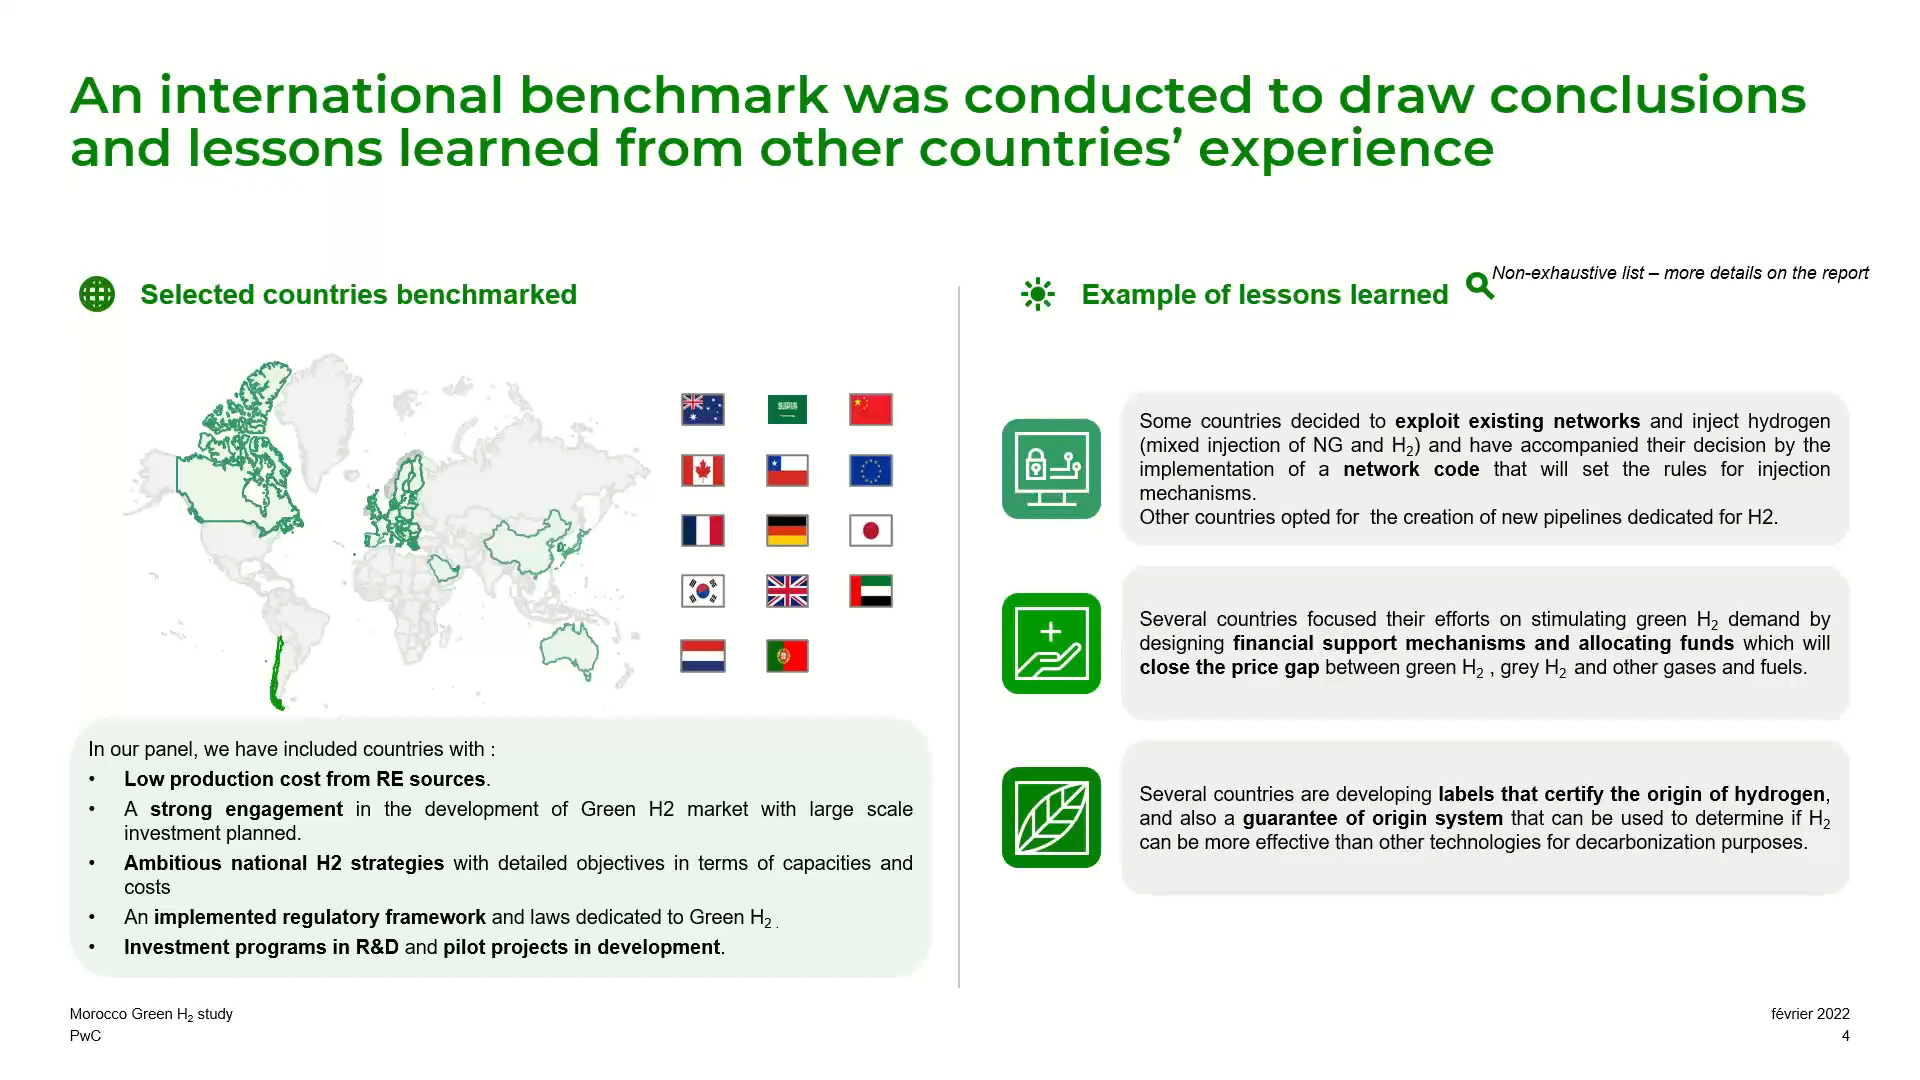 An international benchmark was conducted to draw conclusions
and lessons learned from other countries’ experience
Selected countries benchmarked
In our panel, we have included countries with :
• Low production cost from RE sources.
• A strong engagement in the development of Green H2 market with large scale
investment planned.
• Ambitious national H2 strategies with detailed objectives in terms of capacities and
costs
• An implemented regulatory framework and laws dedicated to Green H2 .
• Investment programs in R&D and pilot projects in development.
Example of lessons learned
Non-exhaustive list – more details on the report
Some countries decided to exploit existing networks and inject hydrogen
(mixed injection of NG and H2) and have accompanied their decision by the
implementation of a network code that will set the rules for injection
mechanisms.
Other countries opted for the creation of new pipelines dedicated for H2.
Several countries focused their efforts on stimulating green H2 demand by
designing financial support mechanisms and allocating funds which will
close the price gap between green H2 , grey H2 and other gases and fuels.
Several countries are developing labels that certify the origin of hydrogen,
and also a guarantee of origin system that can be used to determine if H2
can be more effective than other technologies for decarbonization purposes.
Morocco Green H2 study
PwC
février 2022
4